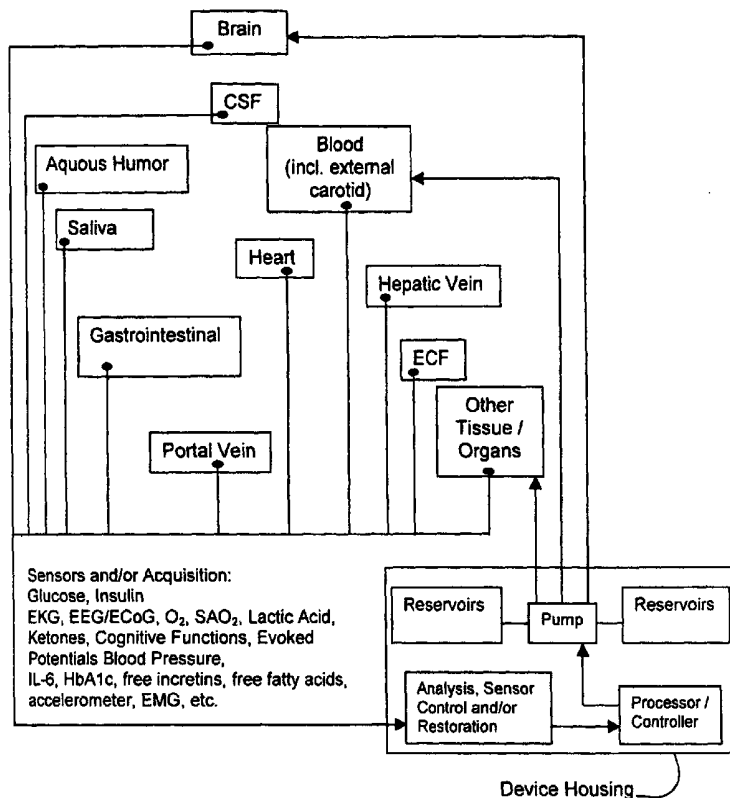 Brain
CSF
Blood
(incl. external
carotid)
Aquous Humor
Saliva
Heart
Hepatic Vein
Gastrointestinal
ECF
Other
Tissue /
Organs
Portal Vein
Sensors and/or Acquisition:
Glucose, Insulin
EKG, EEG/ECoG, O₂, SAO₂, Lactic Acid,
Ketones, Cognitive Functions, Evoked
Potentials Blood Pressure,
IL-6, HbA1c, free incretins, free fatty acids,
accelerometer, EMG, etc.
Reservoirs
Pump
Reservoirs
Analysis, Sensor
Control and/or
Restoration
Processor /
Controller
Device Housing